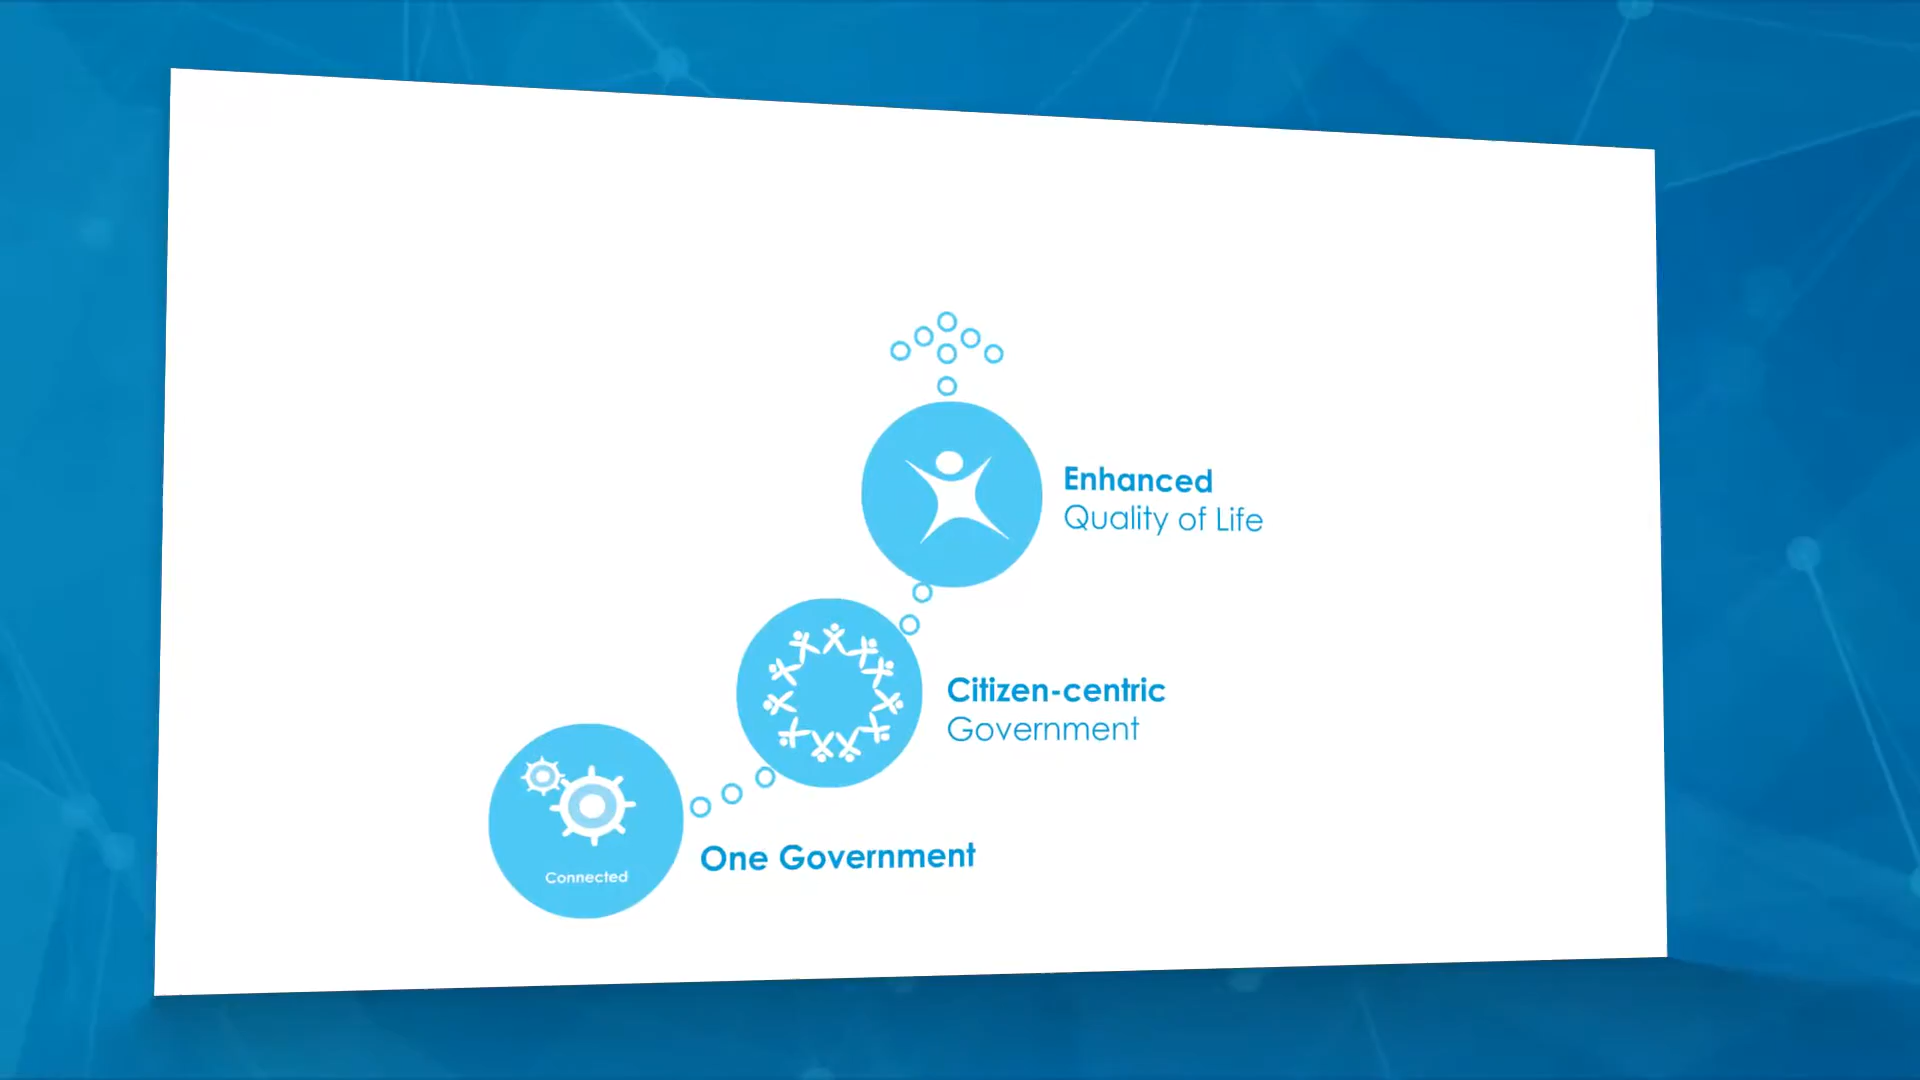 Enhanced
Quality of Life
Citizen-centric
Government
One Government
Connected